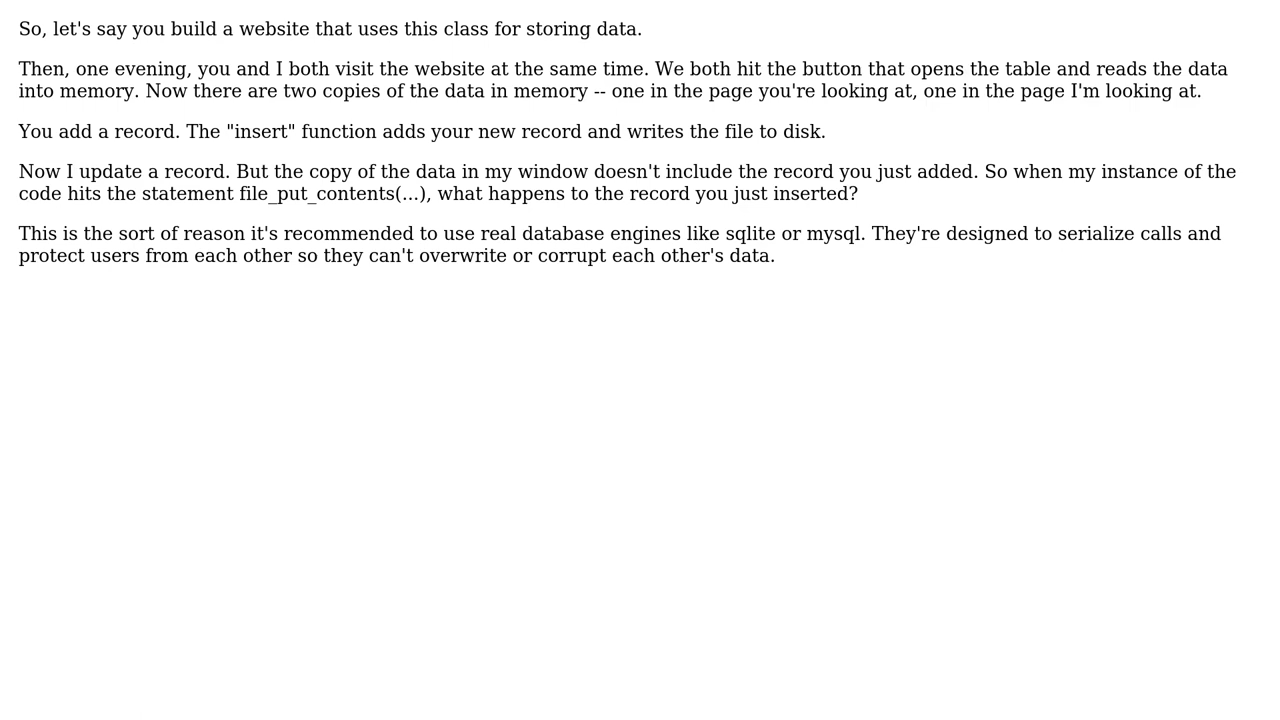 So, let's say you build a website that uses this class for storing data.
Then, one evening, you and I both visit the website at the same time. We both hit the button that opens the table and reads the data
into memory. Now there are two copies of the data in memory -- one in the page you're looking at, one in the page I'm looking at.
You add a record. The "insert" function adds your new record and writes the file to disk.
Now I update a record. But the copy of the data in my window doesn't include the record you just added. So when my instance of the
code hits the statement file_put_contents(...), what happens to the record you just inserted?
This is the sort of reason it's recommended to use real database engines like sqlite or mysql. They're designed to serialize calls and
protect users from each other so they can't overwrite or corrupt each other's data.